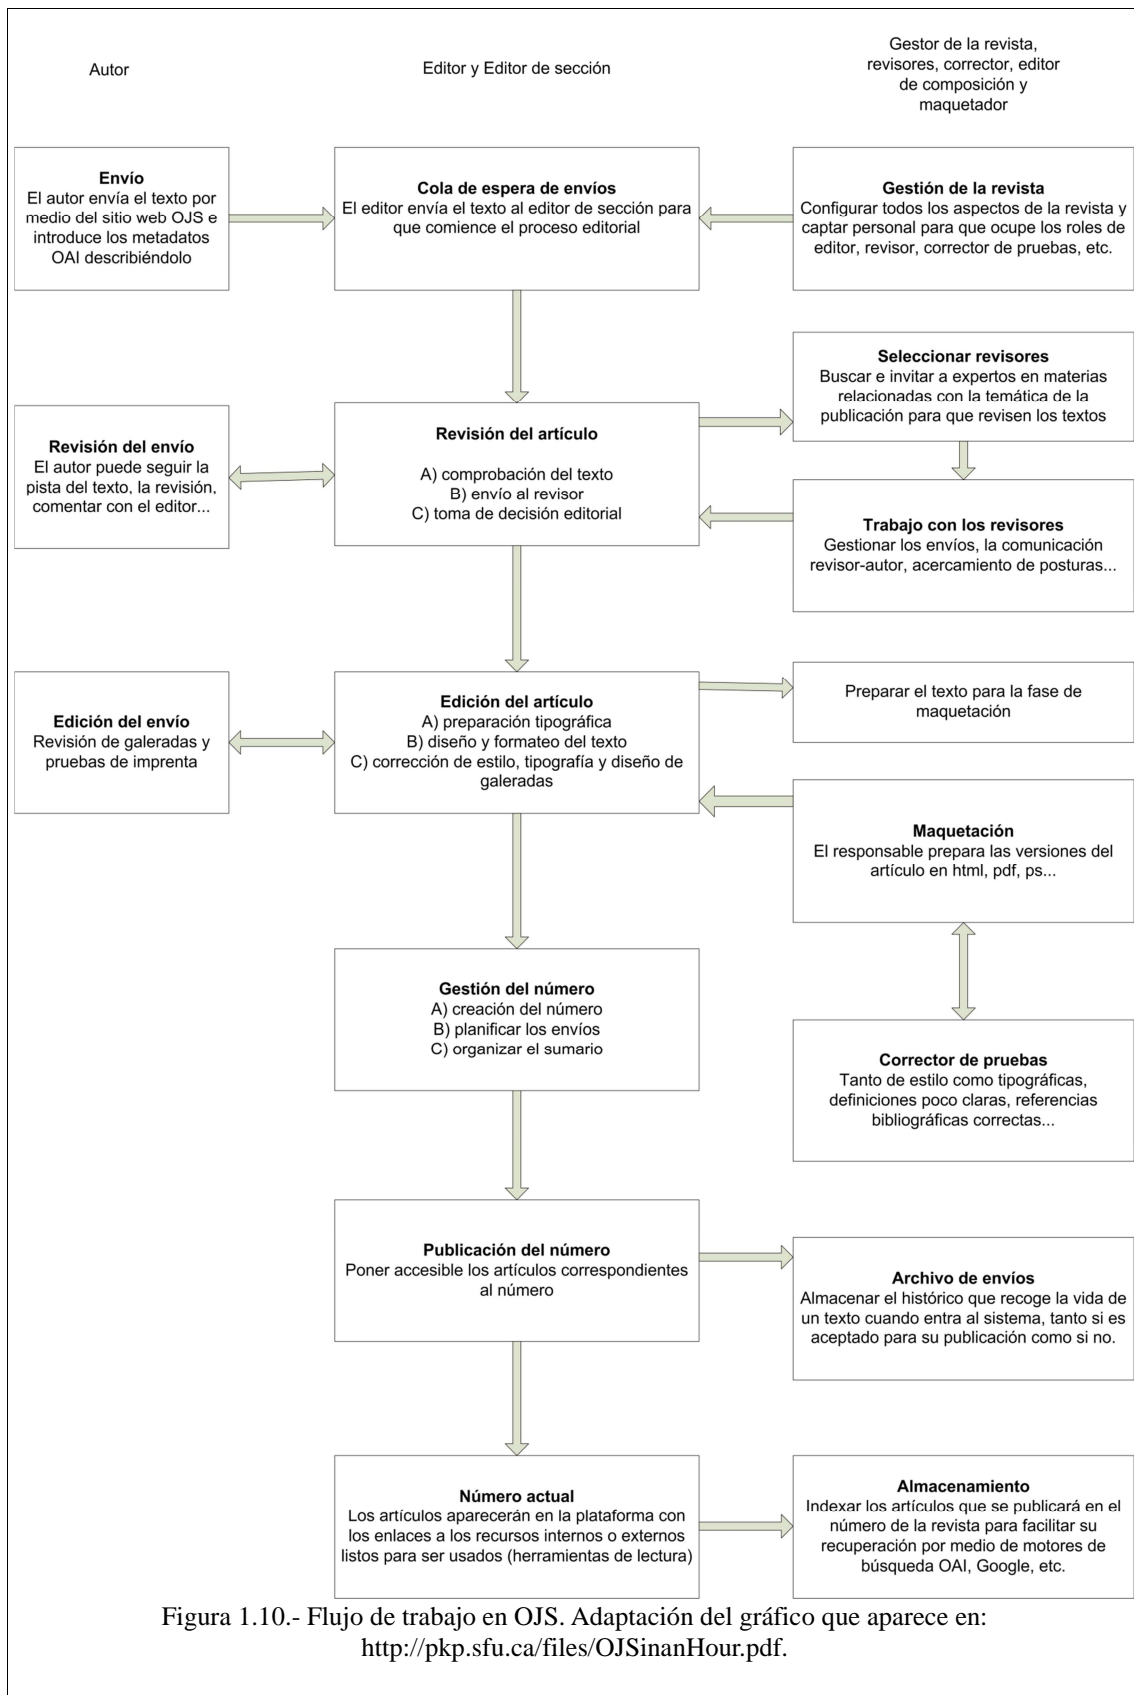 Autor
Editor y Editor de sección
Gestor de la revista,
revisores, corrector, editor
de composición y
maquetador
Envío
El autor envía el texto por
medio del sitio web OJS e
introduce los metadatos
OAI describiéndolo
Cola de espera de envíos
El editor envía el texto al editor de sección para
que comience el proceso editorial
Gestión de la revista
Configurar todos los aspectos de la revista y
captar personal para que ocupe los roles de
editor, revisor, corrector de pruebas, etc.
Seleccionar revisores
Buscar e invitar a expertos en materias
relacionadas con la temática de la
publicación para que revisen los textos
Revisión del envío
El autor puede seguir la
pista del texto, la revisión,
comentar con el editor...
Revisión del artículo
A) comprobación del texto
B) envío al revisor
C) toma de decisión editorial
Trabajo con los revisores
Gestionar los envíos, la comunicación
revisor-autor, acercamiento de posturas...
Edición del envío
Revisión de galeradas y
pruebas de imprenta
Edición del artículo
A) preparación tipográfica
B) diseño y formateo del texto
C) corrección de estilo, tipografía y diseño de
galeradas
Preparar el texto para la fase de
maquetación
Maquetación
El responsable prepara las versiones del
artículo en html, pdf, ps...
Gestión del número
A) creación del número
B) planificar los envíos
C) organizar el sumario
Corrector de pruebas
Tanto de estilo como tipográficas,
definiciones poco claras, referencias
bibliográficas correctas...
Publicación del número
Poner accesible los artículos correspondientes
al número
Archivo de envíos
Almacenar el histórico que recoge la vida de
un texto cuando entra al sistema, tanto si es
aceptado para su publicación como si no.
Número actual
Los artículos aparecerán en la plataforma con
los enlaces a los recursos internos o externos
listos para ser usados (herramientas de lectura)
Almacenamiento
Indexar los artículos que se publicará en el
número de la revista para facilitar su
recuperación por medio de motores de
búsqueda OAI, Google, etc.
Figura 1.10.- Flujo de trabajo en OJS. Adaptación del gráfico que aparece en:
http://pkp.sfu.ca/files/OJSinanHour.pdf.